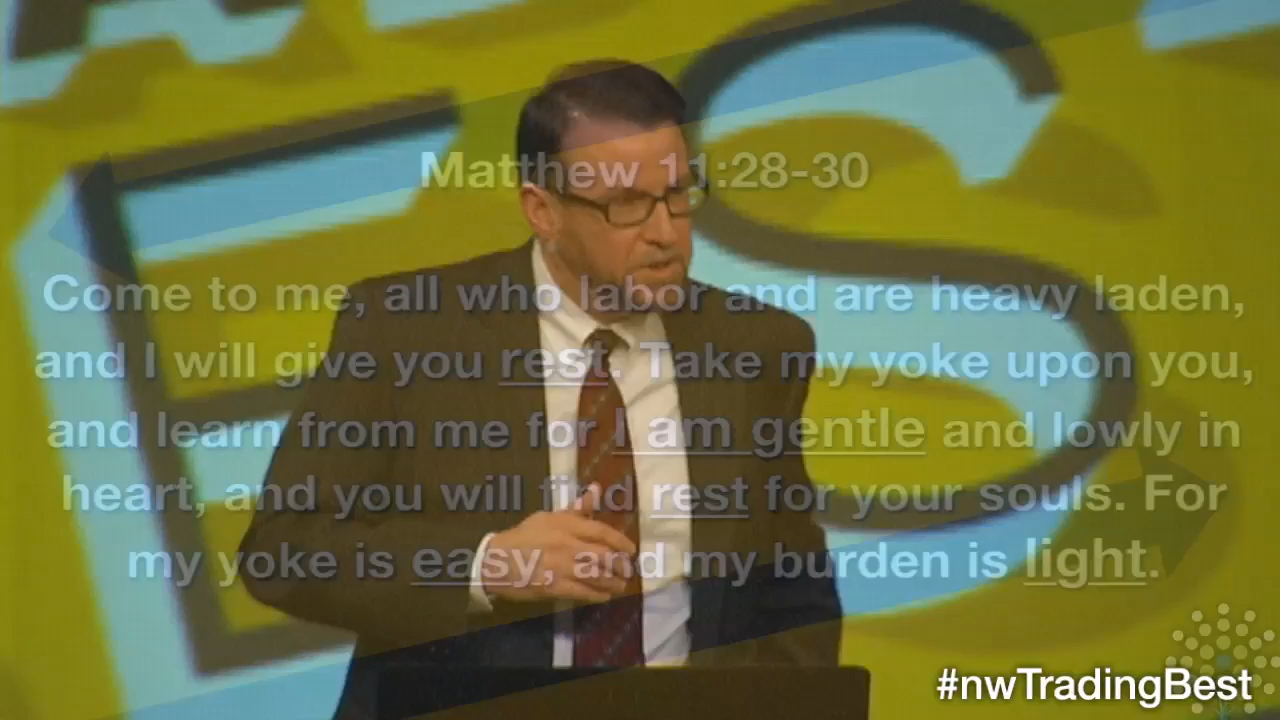 Matthew 11:28-30
Come to me, all who labor and are heavy laden,
and I will give you rest. Take my yoke upon you,
and learn from me for I am gentle and lowly in
heart, and you will find rest for your souls. For
my yoke is easy, and my burden is light.
#nwTradingBest